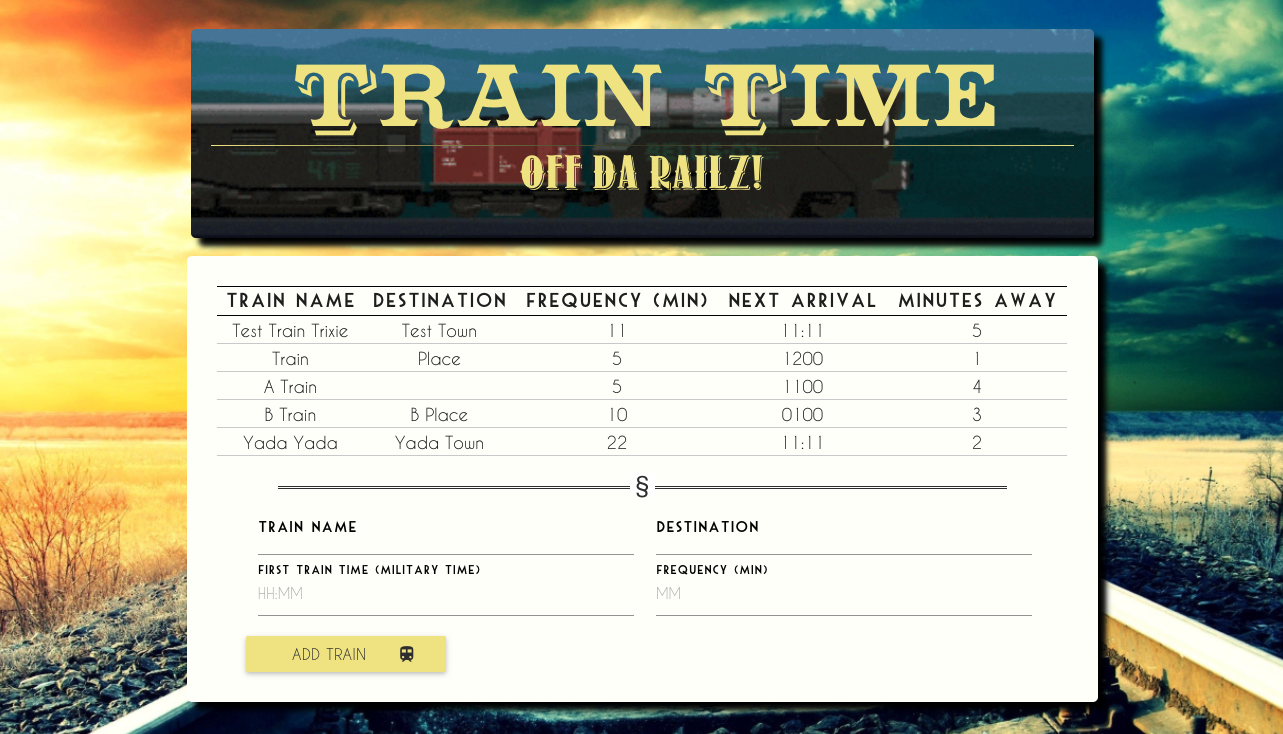 TRAIN TIME
OFF DA RAILZ!
TRAIN NAME DESTINATION FREQUENCY (MIN) NEXT ARRIVAL MINUTES AWAY
Test Train Trixie Test Town 11 11:11 5
Train Place 5 1200 1
A Train 5 1100 4
B Train B Place 10 0100 3
Yada Yada Yada Town 22 11:11 2
§
TRAIN NAME DESTINATION
FIRST TRAIN TIME (MILITARY TIME) FREQUENCY (MIN)
HH:MM MM
ADD TRAIN